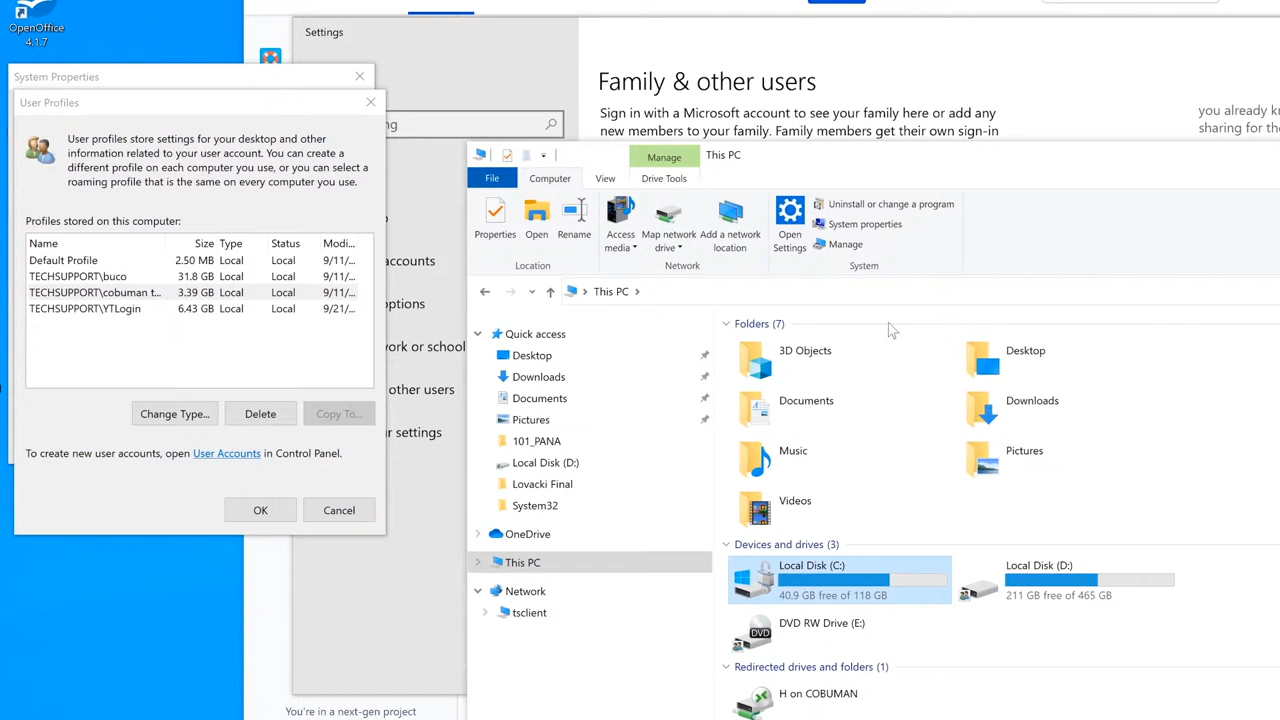 OpenOffice
4.1.7
Settings
Family & other users
Sign in with a Microsoft account to see your family here or add any
new members to your family. Family members get their own sign-in
you already kn
sharing for the
System Properties
User Profiles
User profiles store settings for your desktop and other
information related to your user account. You can create a
different profile on each computer you use, or you can select a
roaming profile that is the same on every computer you use.
Profiles stored on this computer:
Name Size Type Status Modi...
Default Profile 2.50 MB Local Local 9/11/...
TECHSUPPORT\buco 31.8 GB Local Local 9/11/...
TECHSUPPORT\cobuman t... 3.39 GB Local Local 9/11/...
TECHSUPPORT\YTLogin 6.43 GB Local Local 9/21/...
Change Type... Delete Copy To...
To create new user accounts, open User Accounts in Control Panel.
OK Cancel
ng
accounts
options
work or school
other users
r settings
You're in a next-gen project
Manage This PC
File Computer View Drive Tools
Properties Open Rename
Location
Access media Map network drive Add a network location
Network
Open Settings
Uninstall or change a program
System properties
Manage
System
This PC
Quick access
Desktop
Downloads
Documents
Pictures
101_PANA
Local Disk (D:)
Lovacki Final
System32
OneDrive
This PC
Network
tsclient
Folders (7)
3D Objects Desktop
Documents Downloads
Music Pictures
Videos
Devices and drives (3)
Local Disk (C:) Local Disk (D:)
40.9 GB free of 118 GB 211 GB free of 465 GB
DVD RW Drive (E:)
DVD
Redirected drives and folders (1)
H on COBUMAN